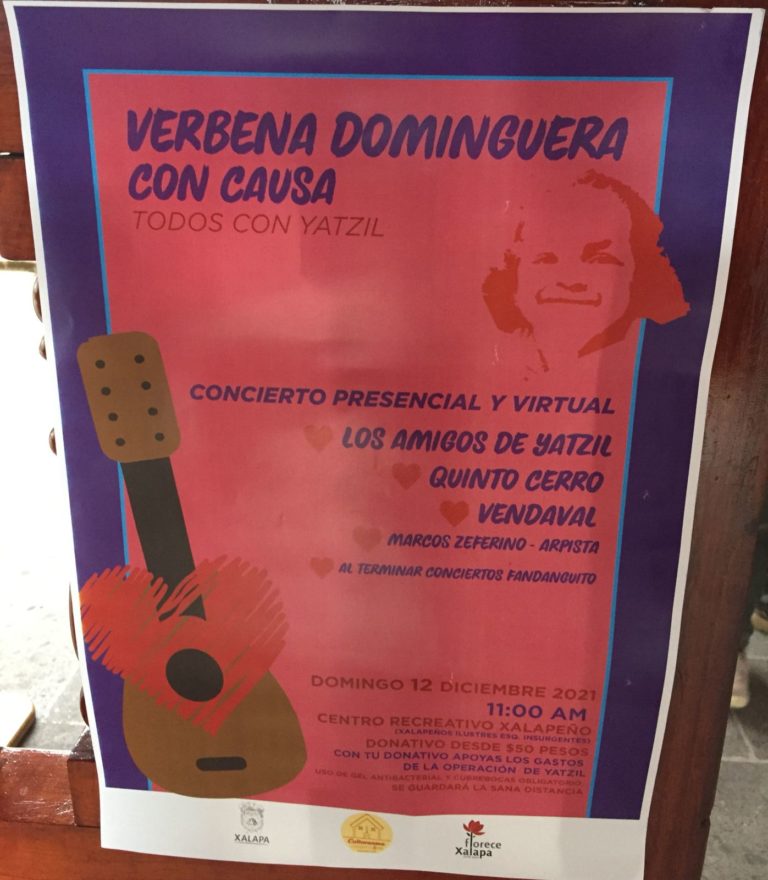 VERBENA DOMINGUERA
CON CAUSA
TODOS CON YATZIL
CONCIERTO PRESENCIAL Y VIRTUAL
LOS AMIGOS DE YATZIL
QUINTO CERRO
VENDAVAL
MARCOS ZEFERINO - ARPISTA
AL TERMINAR CONCIERTOS FANDANGUITO
DOMINGO 12 DICIEMBRE 2021
11:00 AM
CENTRO RECREATIVO XALAPEÑO
(XALAPEÑOS ILUSTRES ESQ. INSURGENTES)
DONATIVO DESDE $50 PESOS
CON TU DONATIVO APOYAS LOS GASTOS
DE LA OPERACIÓN DE YATZIL
USO DE GEL ANTIBACTERIAL Y CUBREBOCAS OBLIGATORIO,
SE GUARDARÁ LA SANA DISTANCIA
XALAPA
florece
Xalapa